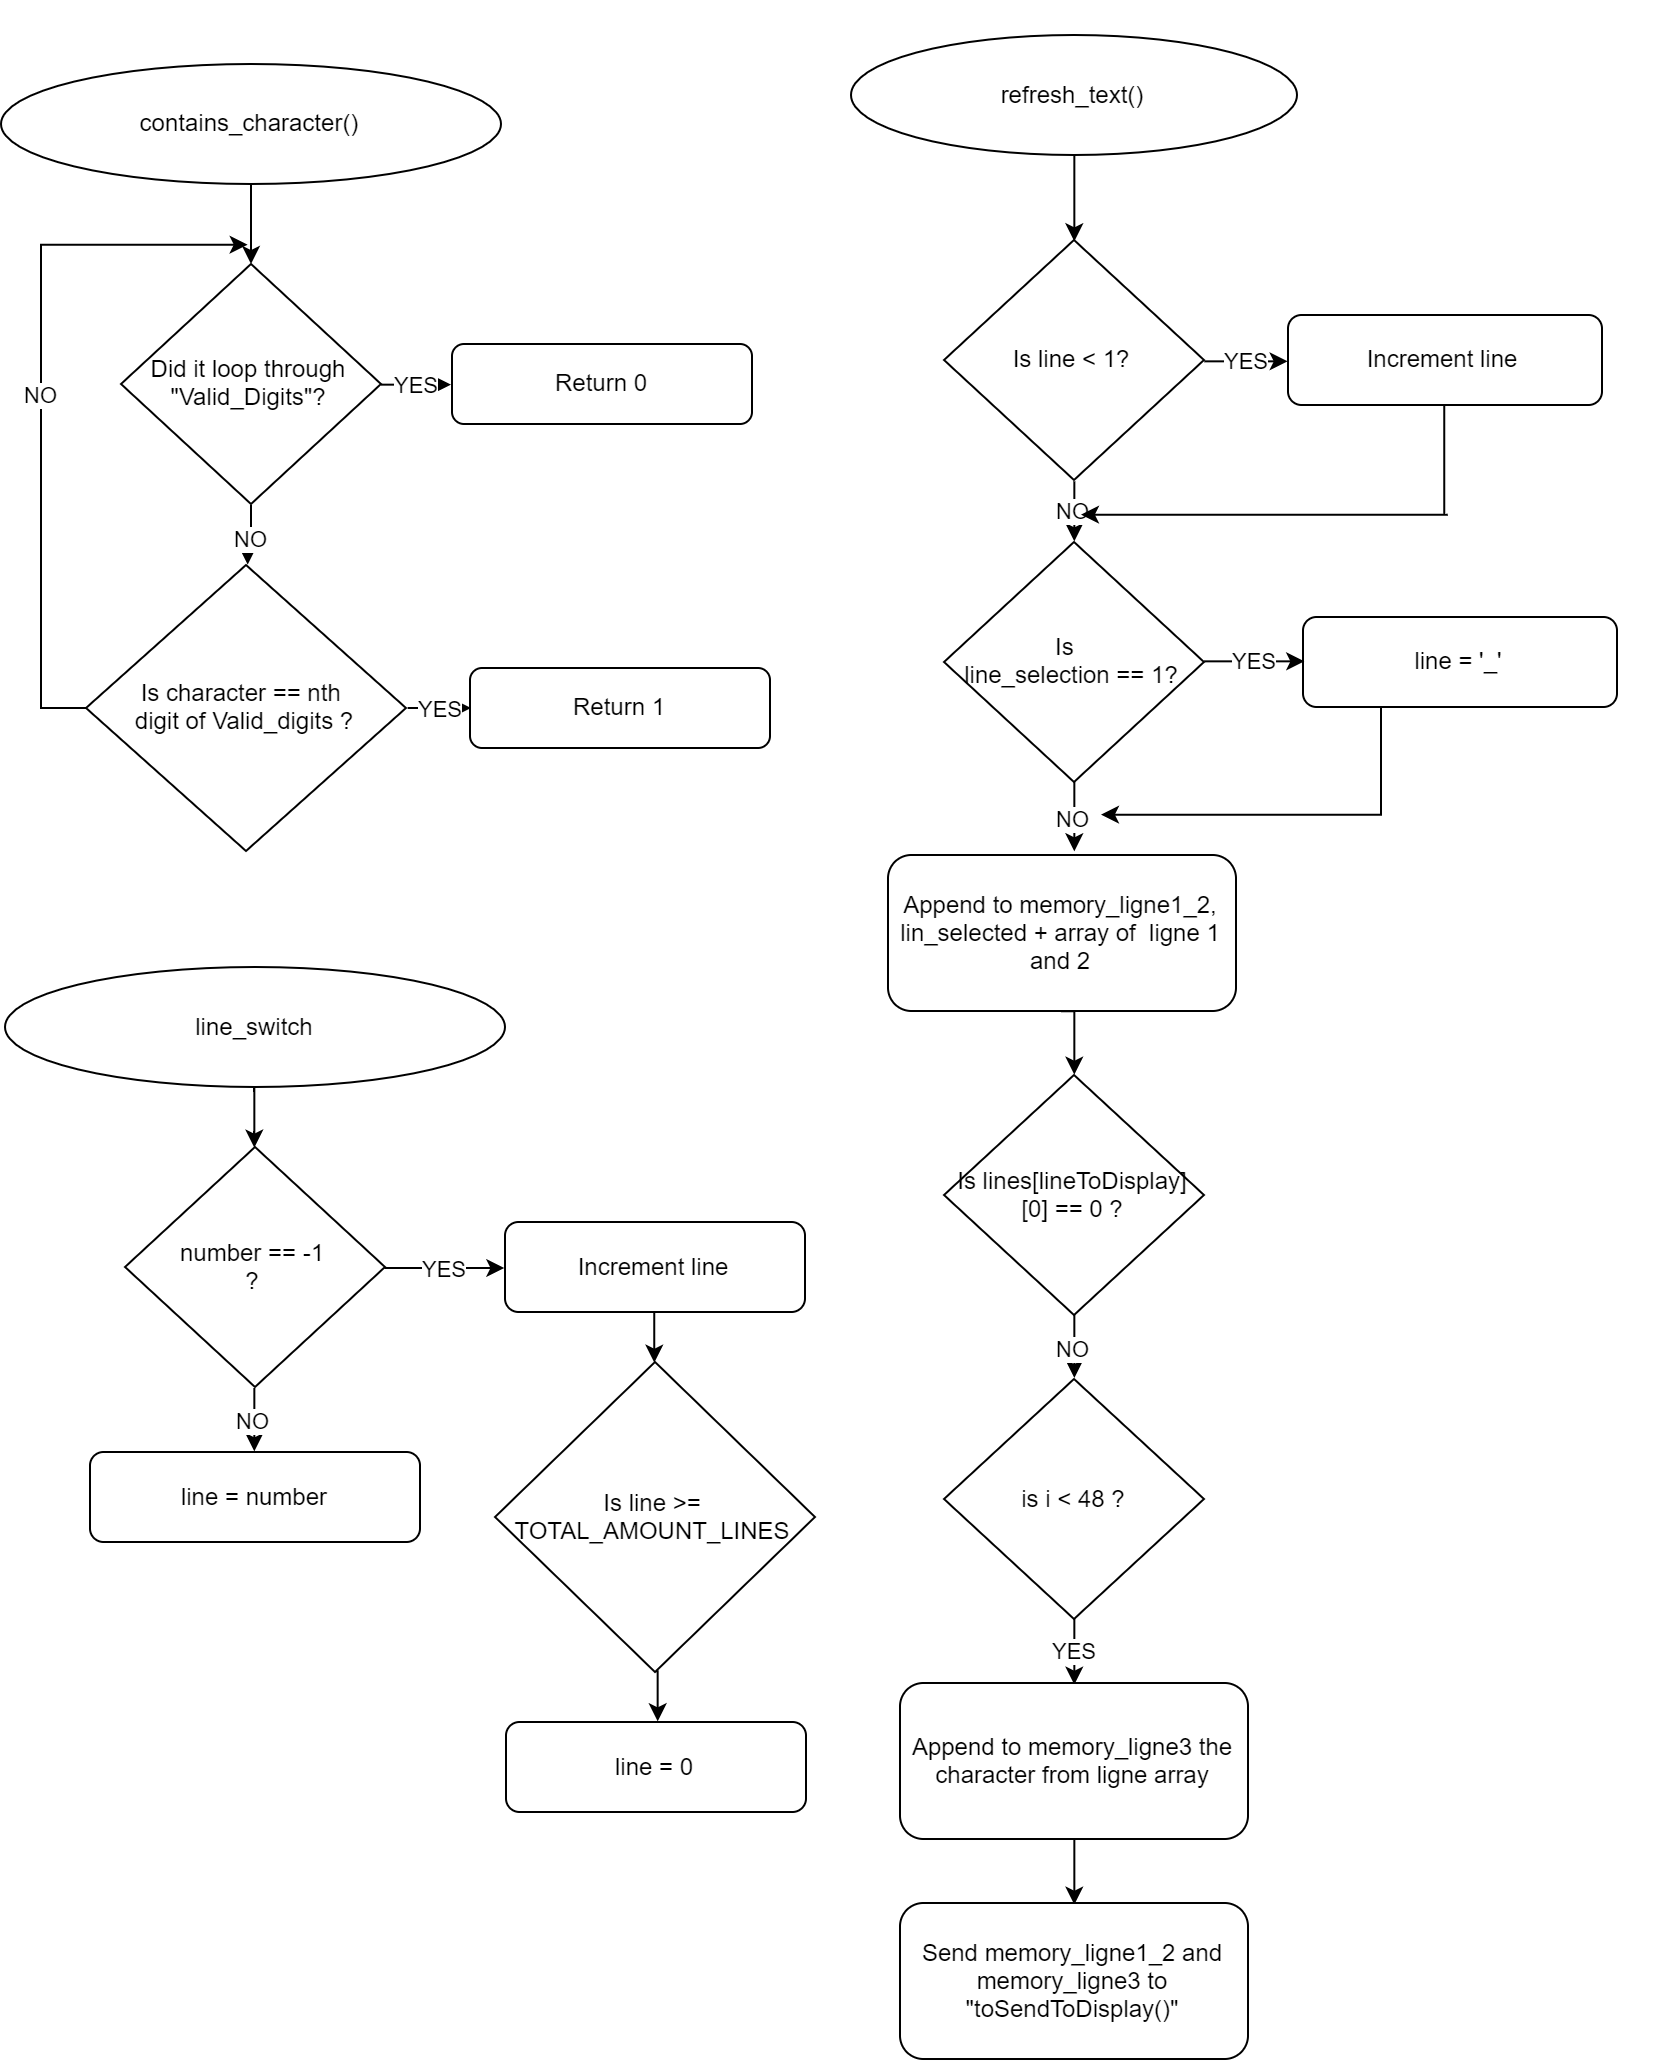 contains_character()
Did it loop through
"Valid_Digits"?
YES
Return 0
NO
NO
Is character == nth
digit of Valid_digits ?
YES
Return 1
line_switch
number == -1
?
YES
Increment line
NO
line = number
Is line >=
TOTAL_AMOUNT_LINES
line = 0
refresh_text()
Is line < 1?
YES
Increment line
NO
Is
line_selection == 1?
YES
line = '_'
NO
Append to memory_ligne1_2,
lin_selected + array of  ligne 1
and 2
Is lines[lineToDisplay]
[0] == 0 ?
NO
is i < 48 ?
YES
Append to memory_ligne3 the
character from ligne array
Send memory_ligne1_2 and
memory_ligne3 to
"toSendToDisplay()"